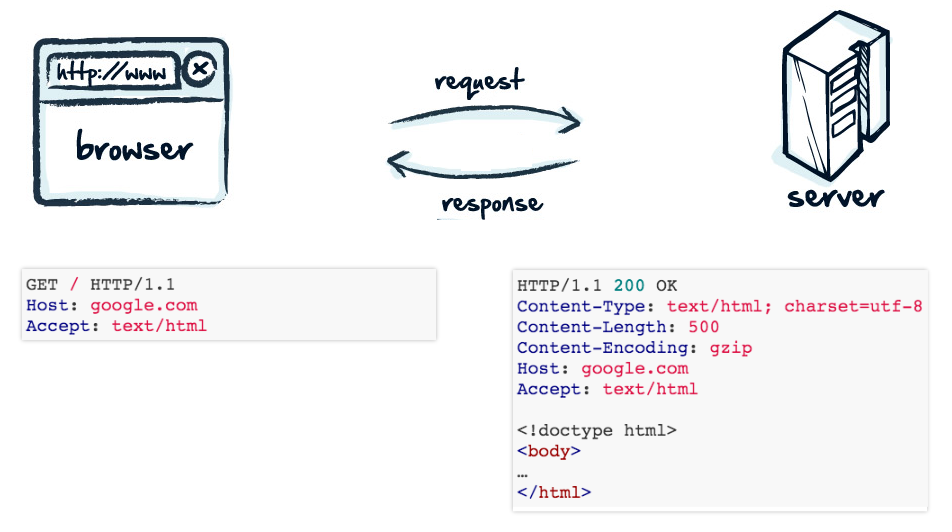 http://www
browser
request
response
server
GET / HTTP/1.1
Host: google.com
Accept: text/html
HTTP/1.1 200 OK
Content-Type: text/html; charset=utf-8
Content-Length: 500
Content-Encoding: gzip
Host: google.com
Accept: text/html
<!doctype html>
<body>
…
</html>